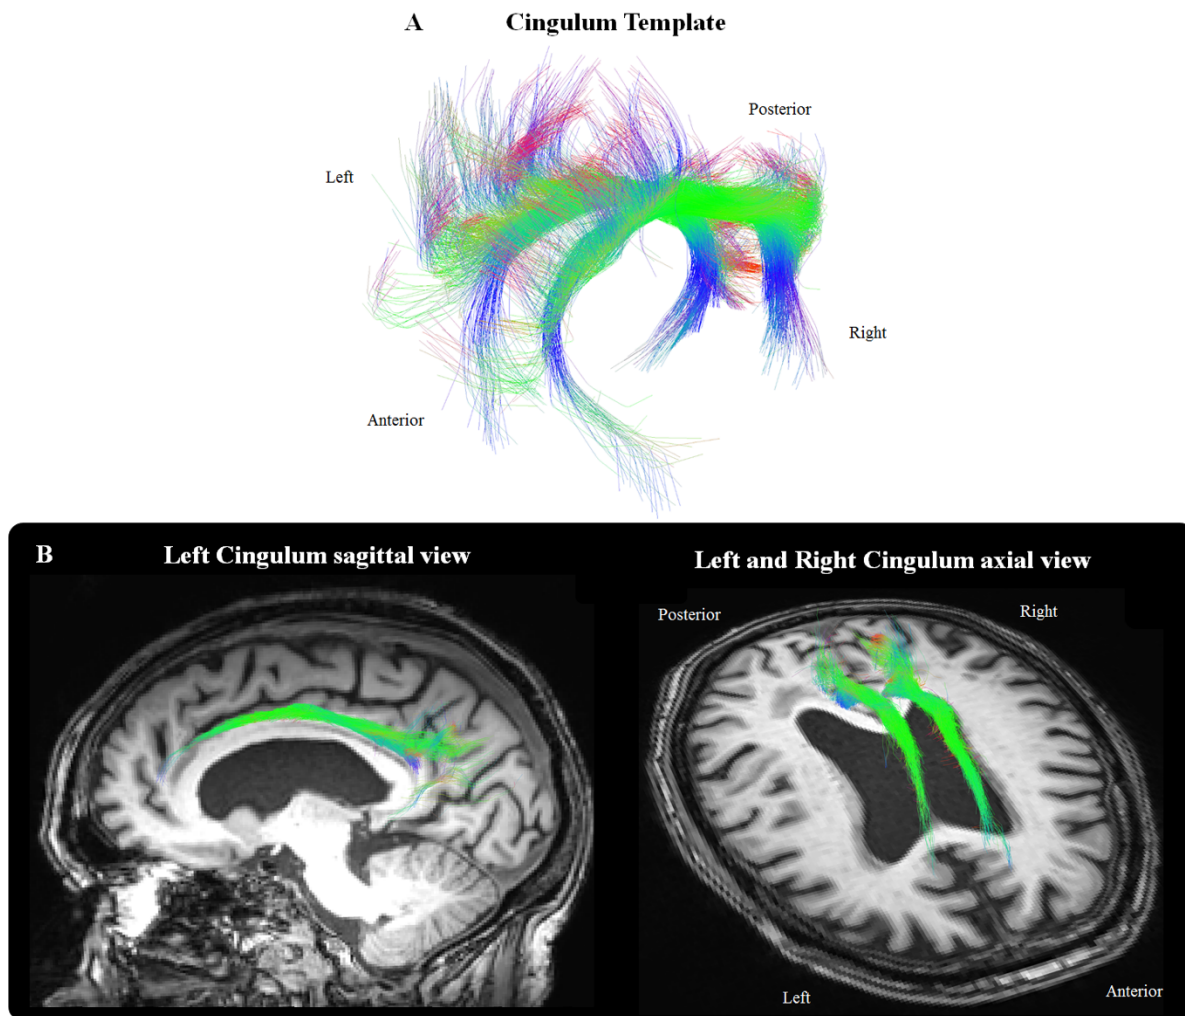 A Cingulum Template
Posterior
Left
Right
Anterior
B Left Cingulum sagittal view Left and Right Cingulum axial view
Posterior Right
Left Anterior